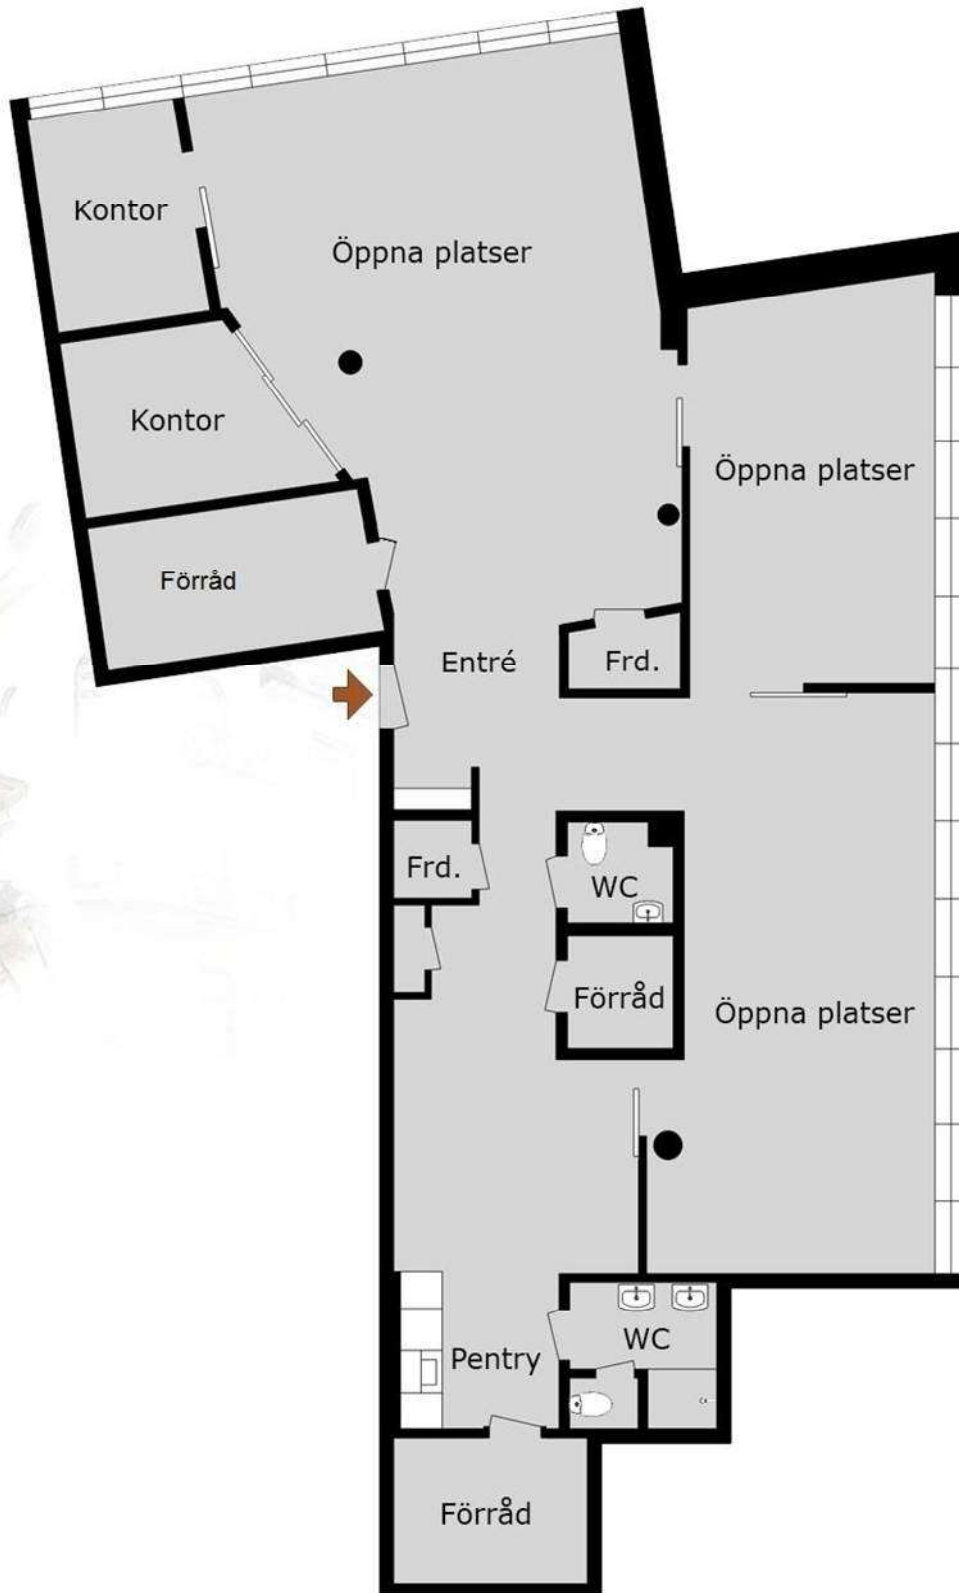 Kontor
Öppna platser
Kontor
Öppna platser
Förråd
Entré
Frd.
Frd.
WC
Förråd
Öppna platser
WC
Pentry
Förråd